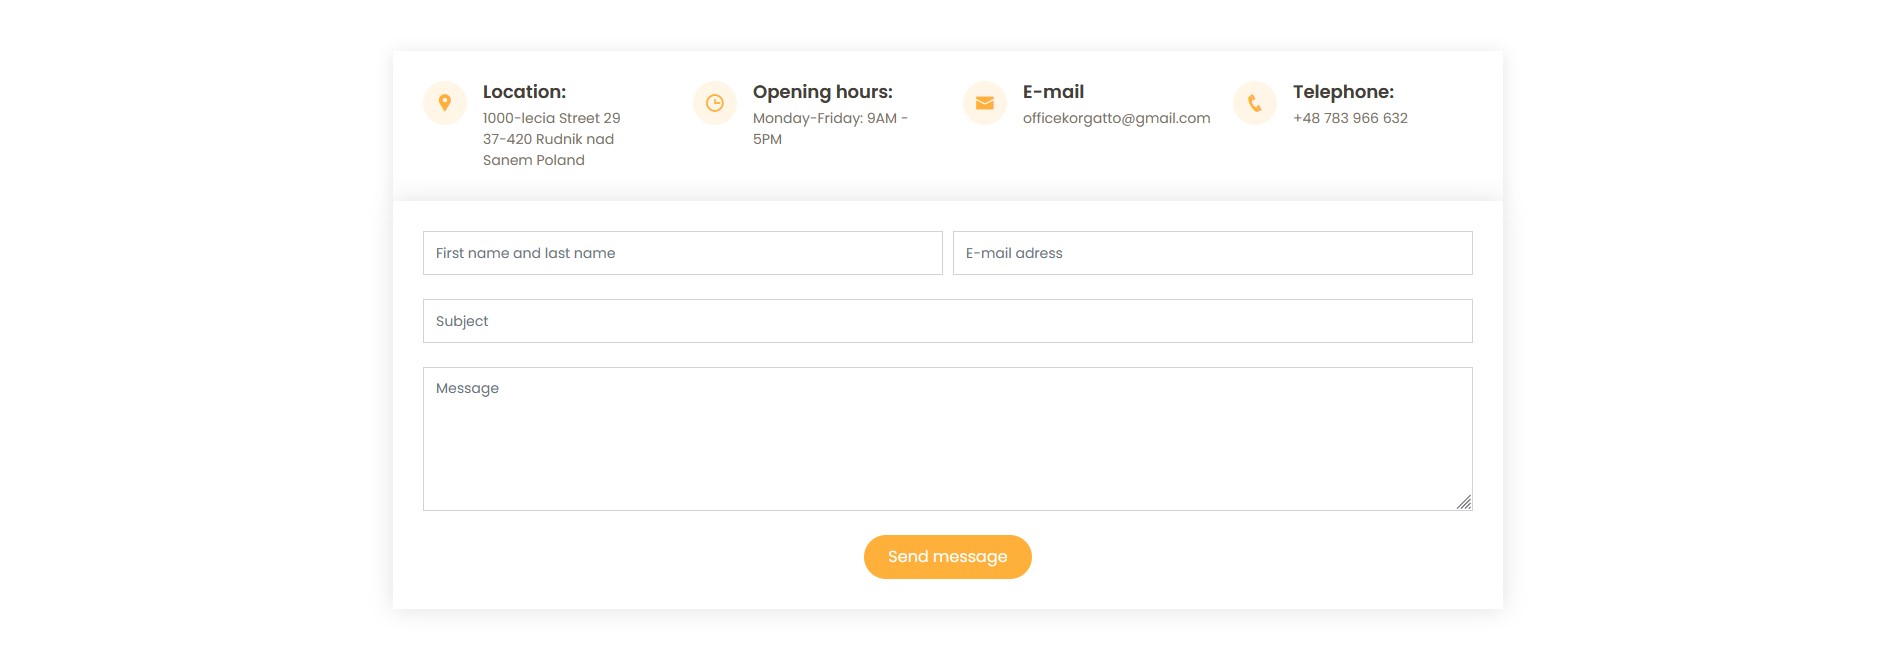 Location:
1000-lecia Street 29
37-420 Rudnik nad
Sanem Poland
Opening hours:
Monday-Friday: 9AM -
5PM
E-mail
officekorgatto@gmail.com
Telephone:
+48 783 966 632
First name and last name
E-mail adress
Subject
Message
Send message